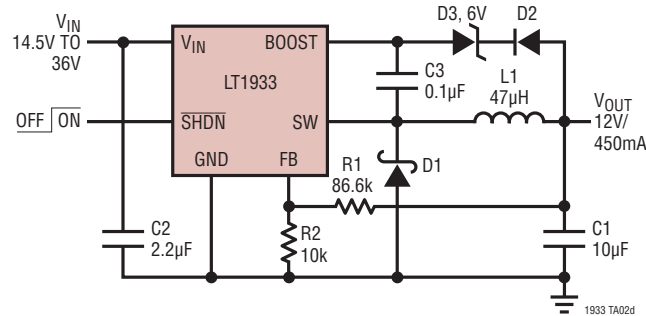 VIN
14.5V TO
36V
OFF ON
VIN
BOOST
LT1933
SHDN
SW
GND
FB
D3, 6V
D2
C3
0.1µF
L1
47µH
VOUT
12V/
450mA
R1
86.6k
D1
C2
2.2µF
R2
10k
C1
10µF
1933 TA02d